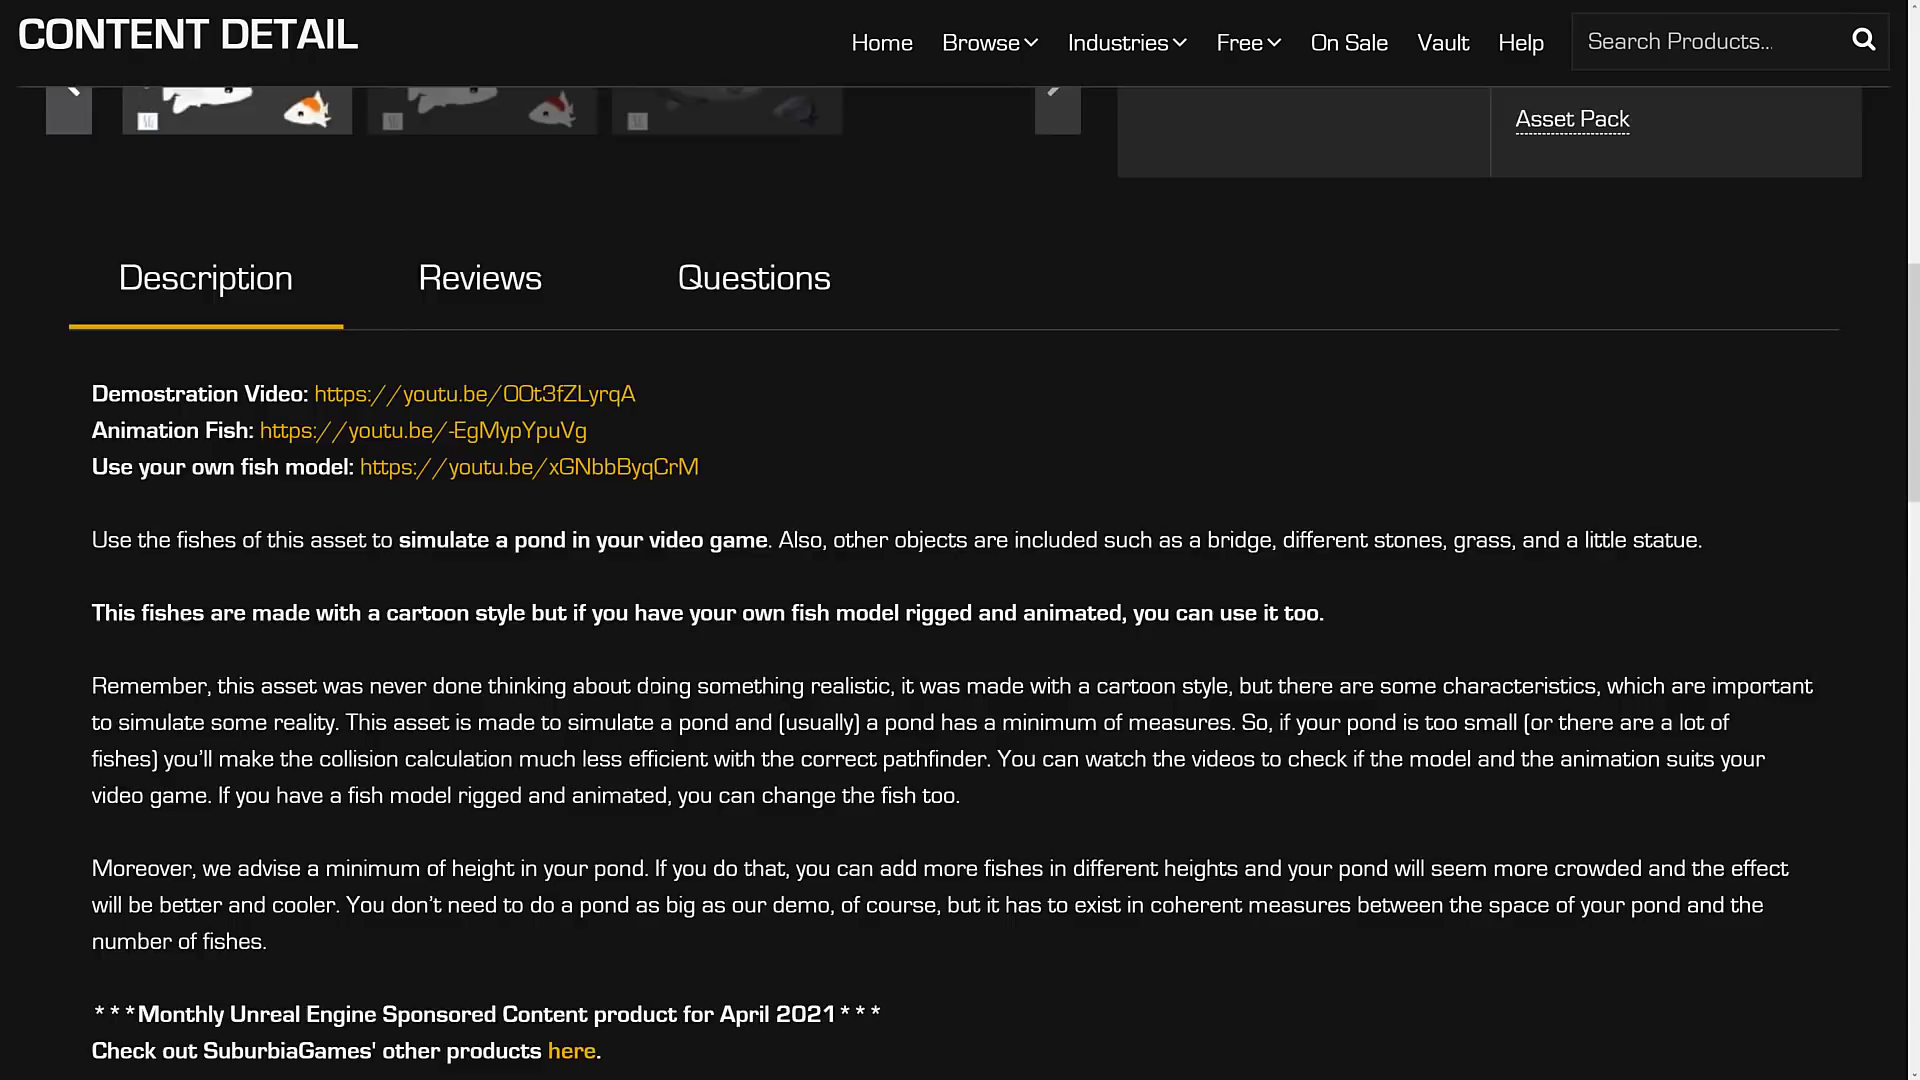 CONTENT DETAIL
Home Browse Industries Free On Sale Vault Help Search Products...
Asset Pack
Description Reviews Questions
Demostration Video: https://youtu.be/OOt3fZLyrqA
Animation Fish: https://youtu.be/-EgMypYpuVg
Use your own fish model: https://youtu.be/xGNbbByqCrM
Use the fishes of this asset to simulate a pond in your video game. Also, other objects are included such as a bridge, different stones, grass, and a little statue.
This fishes are made with a cartoon style but if you have your own fish model rigged and animated, you can use it too.
Remember, this asset was never done thinking about doing something realistic, it was made with a cartoon style, but there are some characteristics, which are important
to simulate some reality. This asset is made to simulate a pond and (usually) a pond has a minimum of measures. So, if your pond is too small (or there are a lot of
fishes) you’ll make the collision calculation much less efficient with the correct pathfinder. You can watch the videos to check if the model and the animation suits your
video game. If you have a fish model rigged and animated, you can change the fish too.
Moreover, we advise a minimum of height in your pond. If you do that, you can add more fishes in different heights and your pond will seem more crowded and the effect
will be better and cooler. You don’t need to do a pond as big as our demo, of course, but it has to exist in coherent measures between the space of your pond and the
number of fishes.
***Monthly Unreal Engine Sponsored Content product for April 2021***
Check out SuburbiaGames' other products here.